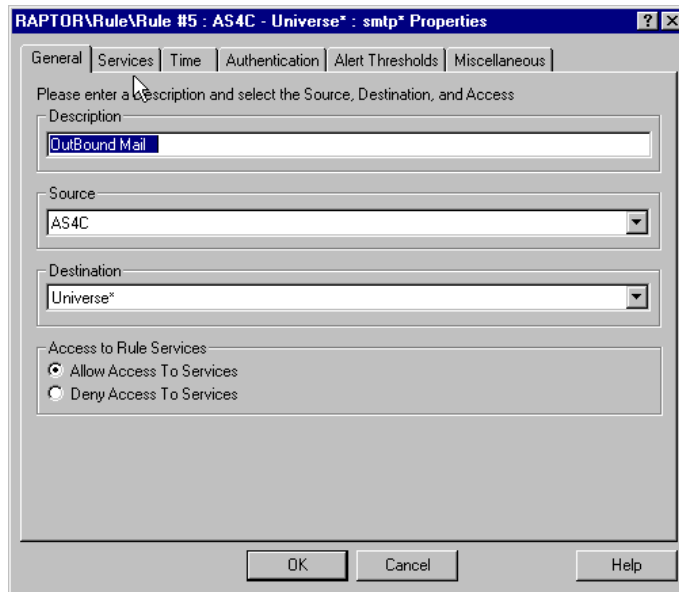 RAPTOR\Rule\Rule #5 : AS4C - Universe* : smtp* Properties
General Services Time Authentication Alert Thresholds Miscellaneous
Please enter a Description and select the Source, Destination, and Access
Description
OutBound Mail
Source
AS4C
Destination
Universe*
Access to Rule Services
Allow Access To Services
Deny Access To Services
OK Cancel Help